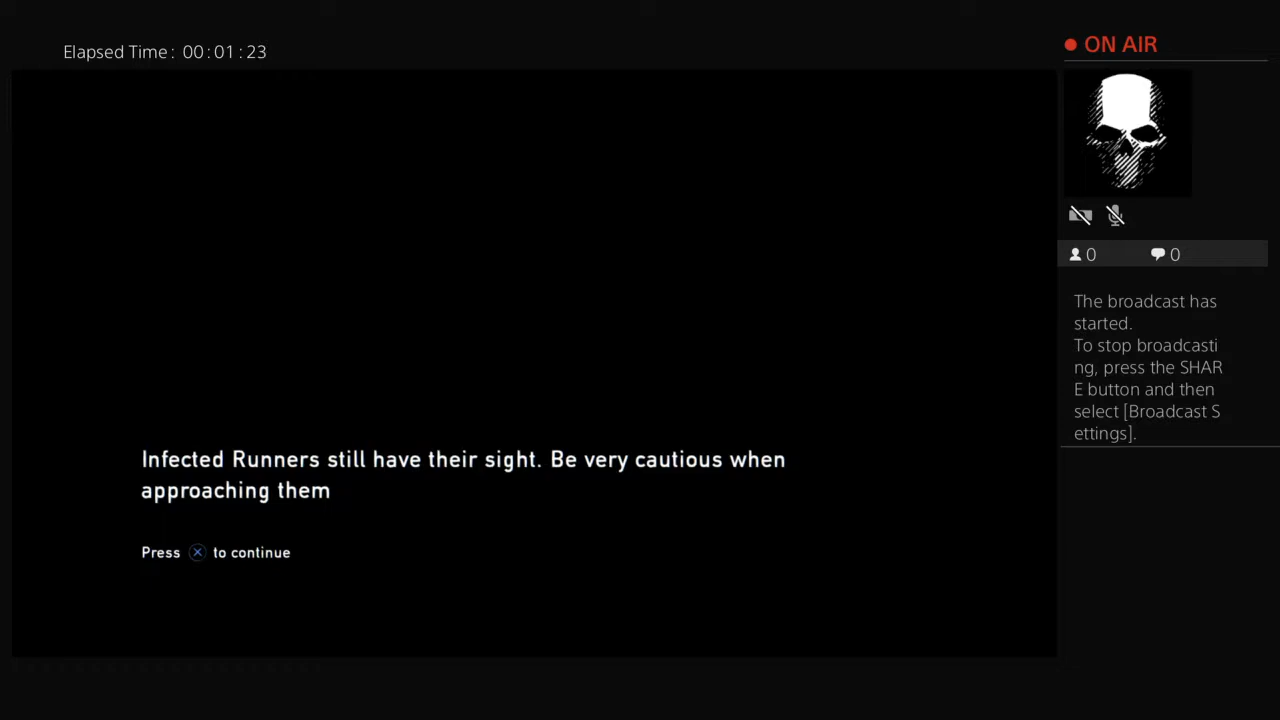 Elapsed Time: 00:01:23
ON AIR
0 0
The broadcast has
started.
To stop broadcasti
ng, press the SHAR
E button and then
select [Broadcast S
ettings].
Infected Runners still have their sight. Be very cautious when
approaching them
Press ⓧ to continue